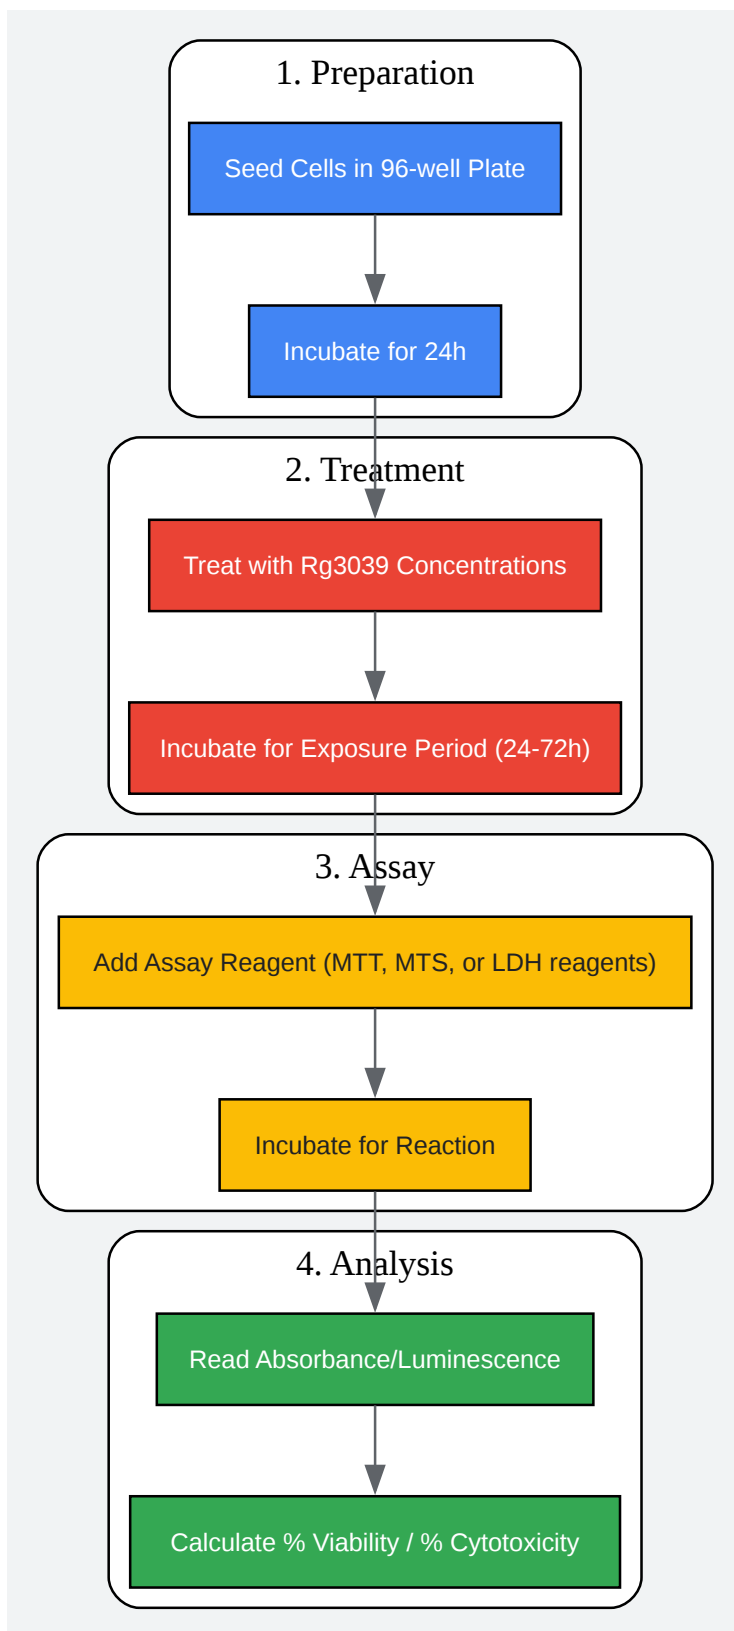 1. Preparation
Seed Cells in 96-well Plate
Incubate for 24h
2. Treatment
Treat with Rg3039 Concentrations
Incubate for Exposure Period (24-72h)
3. Assay
Add Assay Reagent (MTT, MTS, or LDH reagents)
Incubate for Reaction
4. Analysis
Read Absorbance/Luminescence
Calculate % Viability / % Cytotoxicity